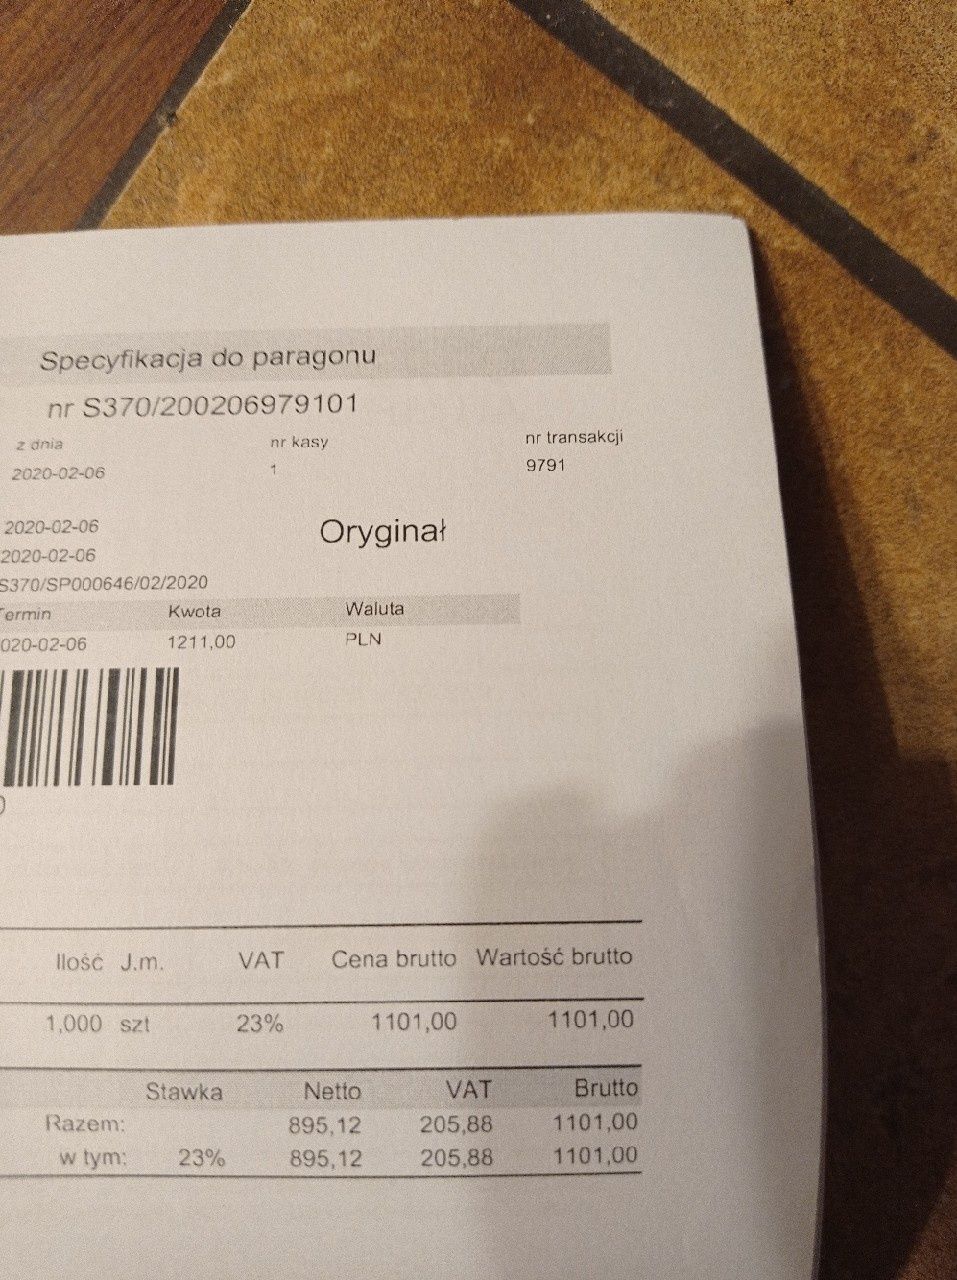 Specyfikacja do paragonu
nr S370/200206979101
z dnia nr kasy nr transakcji
2020-02-06 1 9791
2020-02-06 Oryginał
2020-02-06
S370/SP000646/02/2020
Termin Kwota Waluta
020-02-06 1211,00 PLN
0
Ilość J.m. VAT Cena brutto Wartość brutto
1,000 szt 23% 1101,00 1101,00
Stawka Netto VAT Brutto
Razem: 895,12 205,88 1101,00
w tym: 23% 895,12 205,88 1101,00